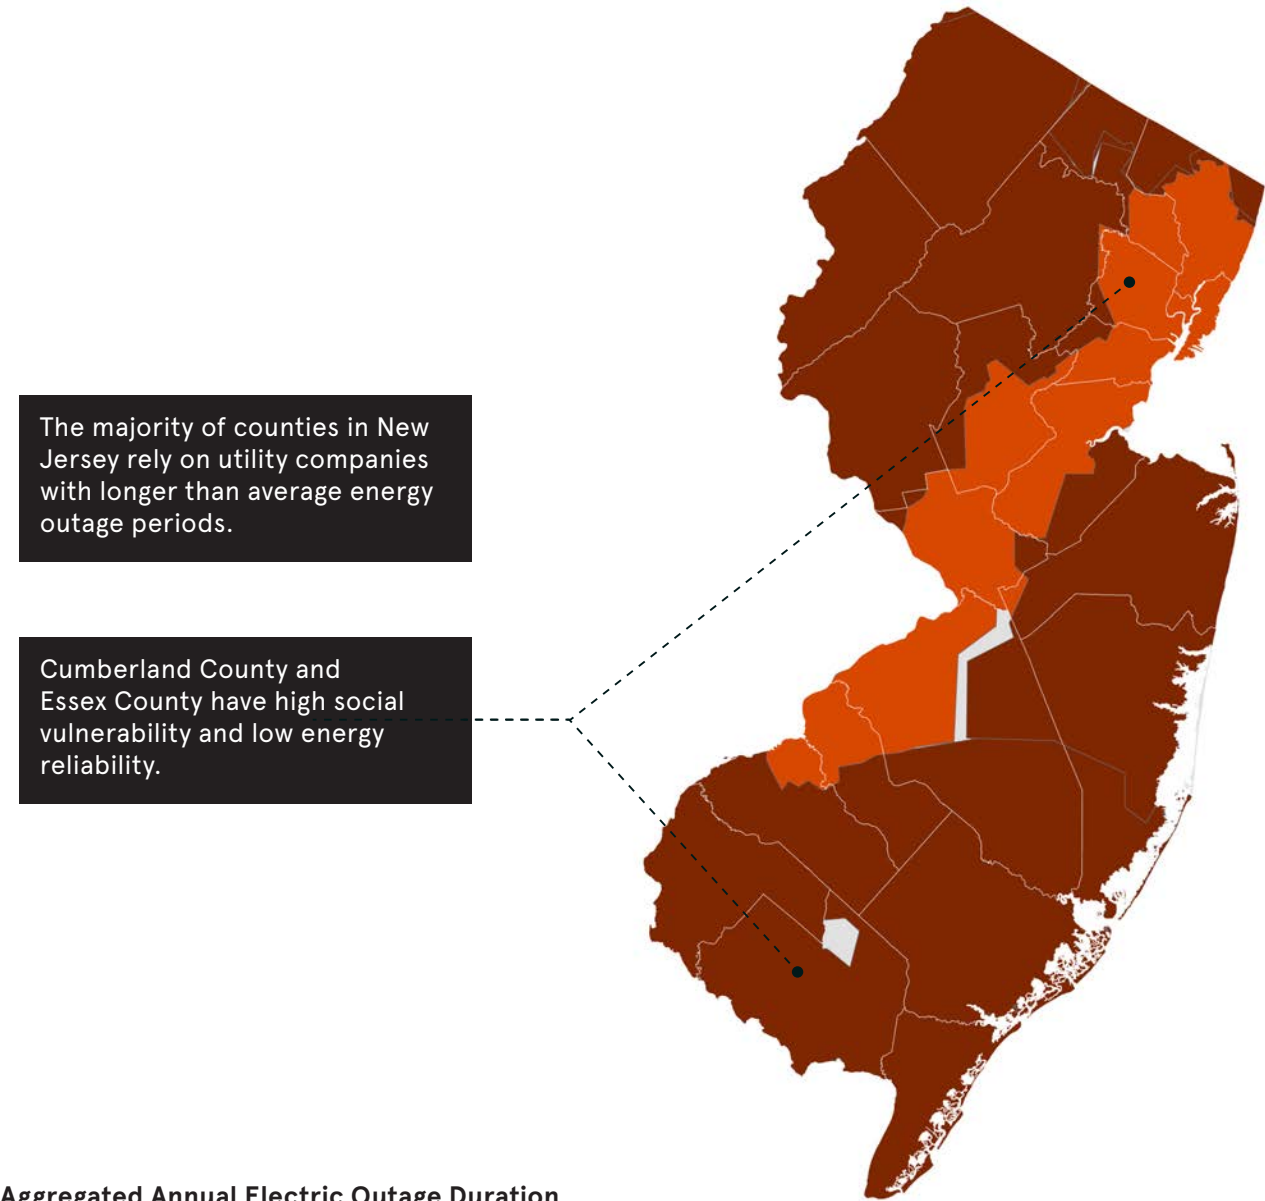 The majority of counties in New
Jersey rely on utility companies
with longer than average energy
outage periods.
Cumberland County and
Essex County have high social
vulnerability and low energy
reliability.
Aggregated Annual Electric Outage Duration